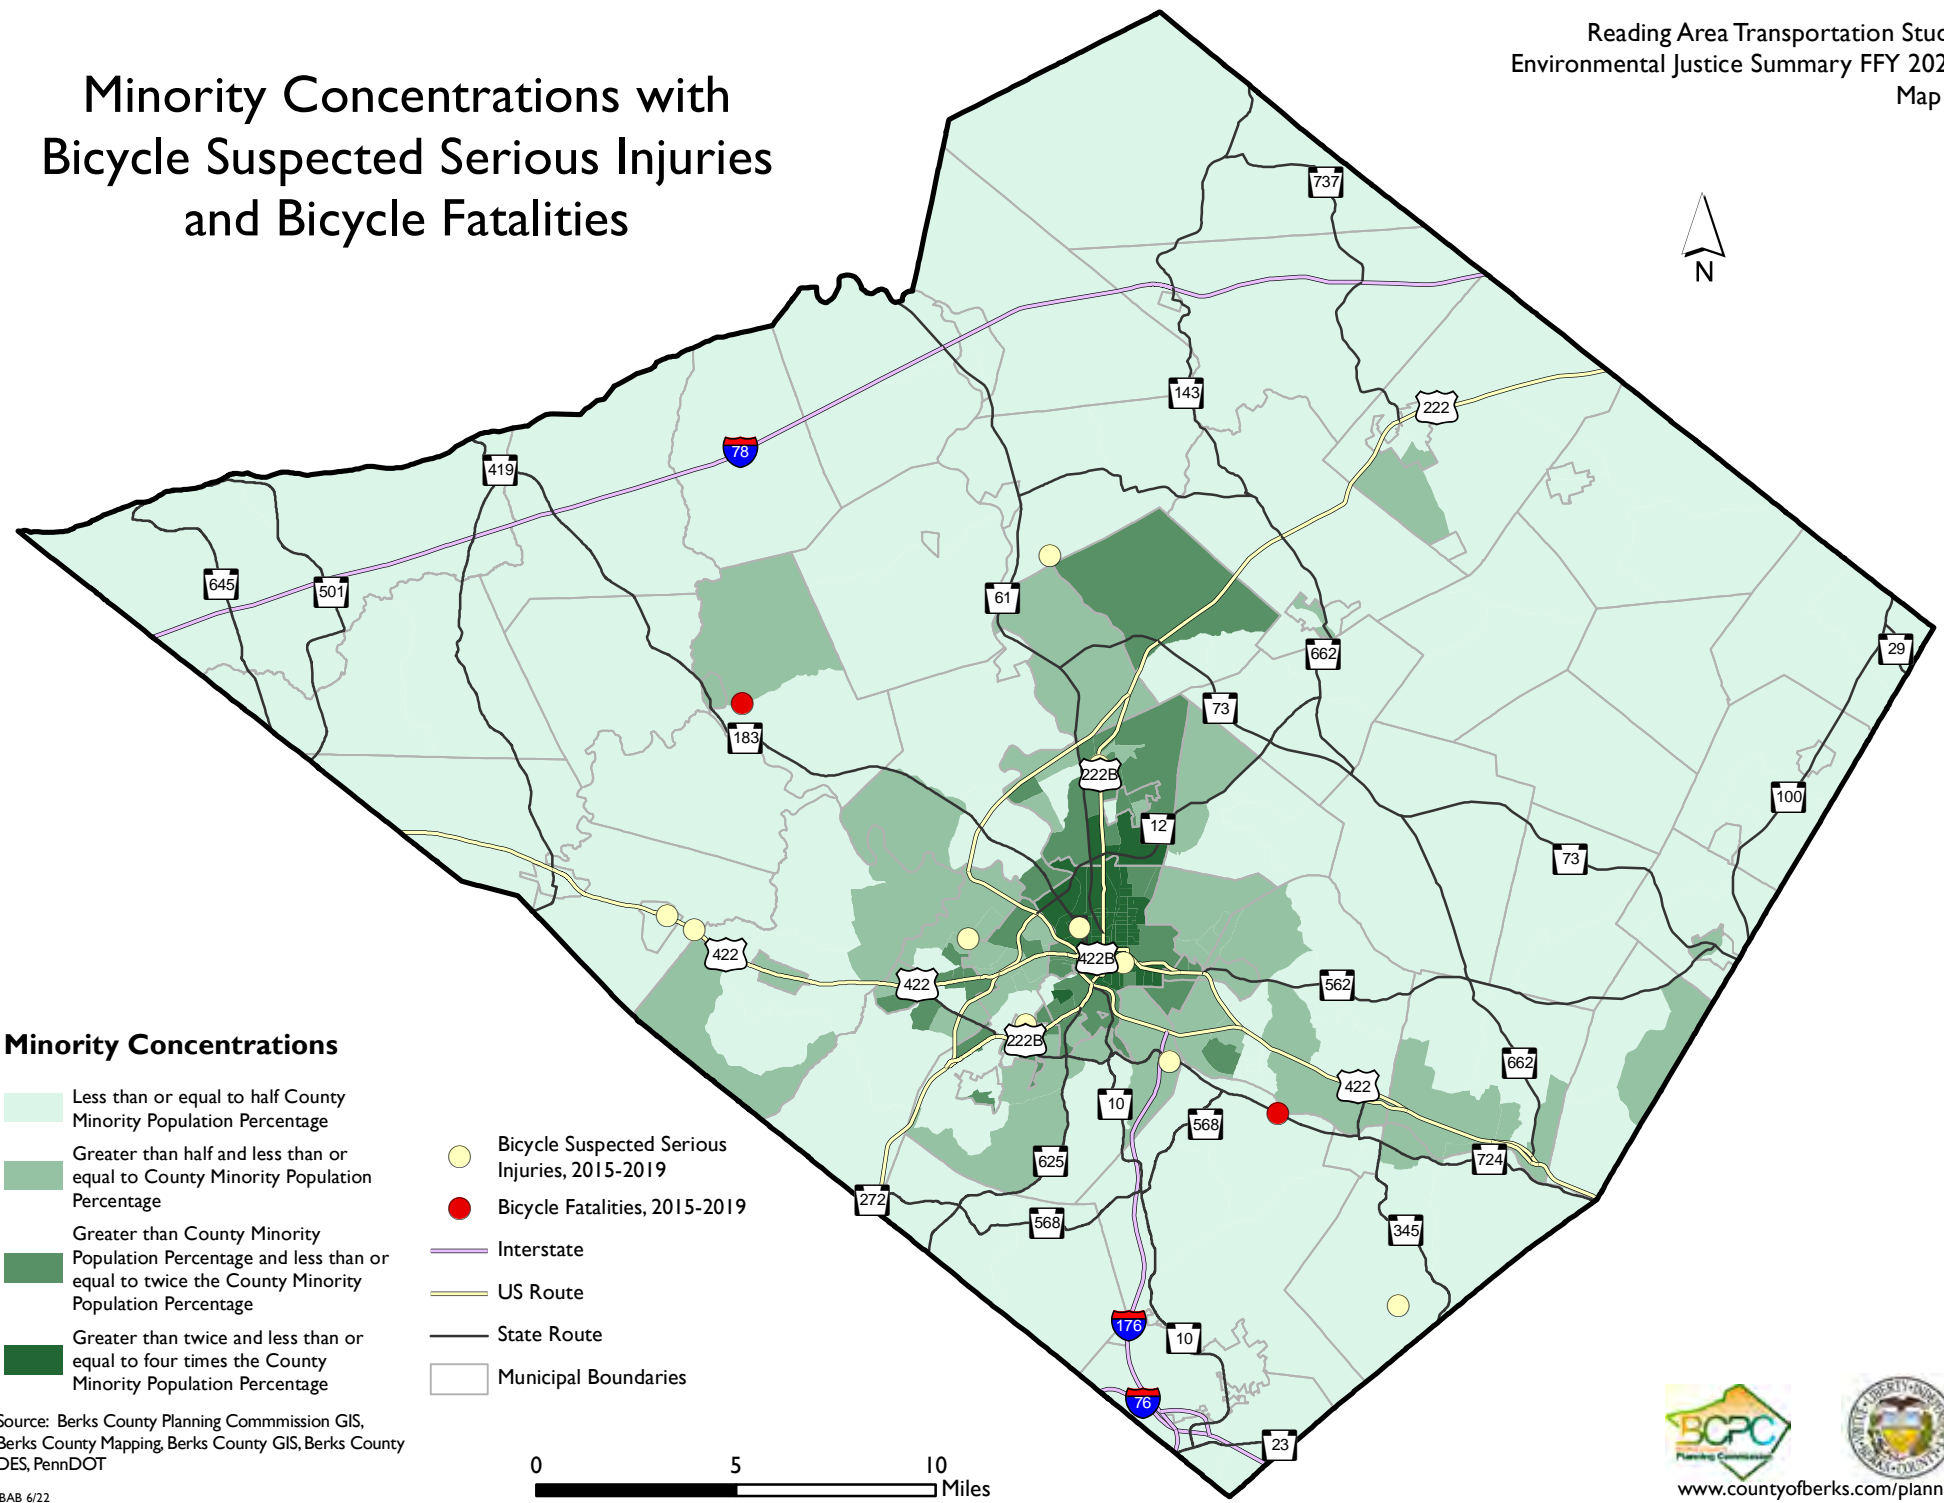 Minority Concentrations with
Bicycle Suspected Serious Injuries
and Bicycle Fatalities
Reading Area Transportation Stud
Environmental Justice Summary FFY 202
Map
N
737
143
222
78
419
645
501
61
662
29
183
73
222B
12
100
73
422
422
422B
562
222B
662
422
10
568
625
724
272
568
345
176
10
76
23
Minority Concentrations
Less than or equal to half County
Minority Population Percentage
Greater than half and less than or
equal to County Minority Population
Percentage
Greater than County Minority
Population Percentage and less than or
equal to twice the County Minority
Population Percentage
Greater than twice and less than or
equal to four times the County
Minority Population Percentage
Bicycle Suspected Serious
Injuries, 2015-2019
Bicycle Fatalities, 2015-2019
Interstate
US Route
State Route
Municipal Boundaries
Source: Berks County Planning Commmission GIS,
Berks County Mapping, Berks County GIS, Berks County
DES, PennDOT
BAB 6/22
0 5 10
Miles
BCPC
Planning Commission
www.countyofberks.com/plann